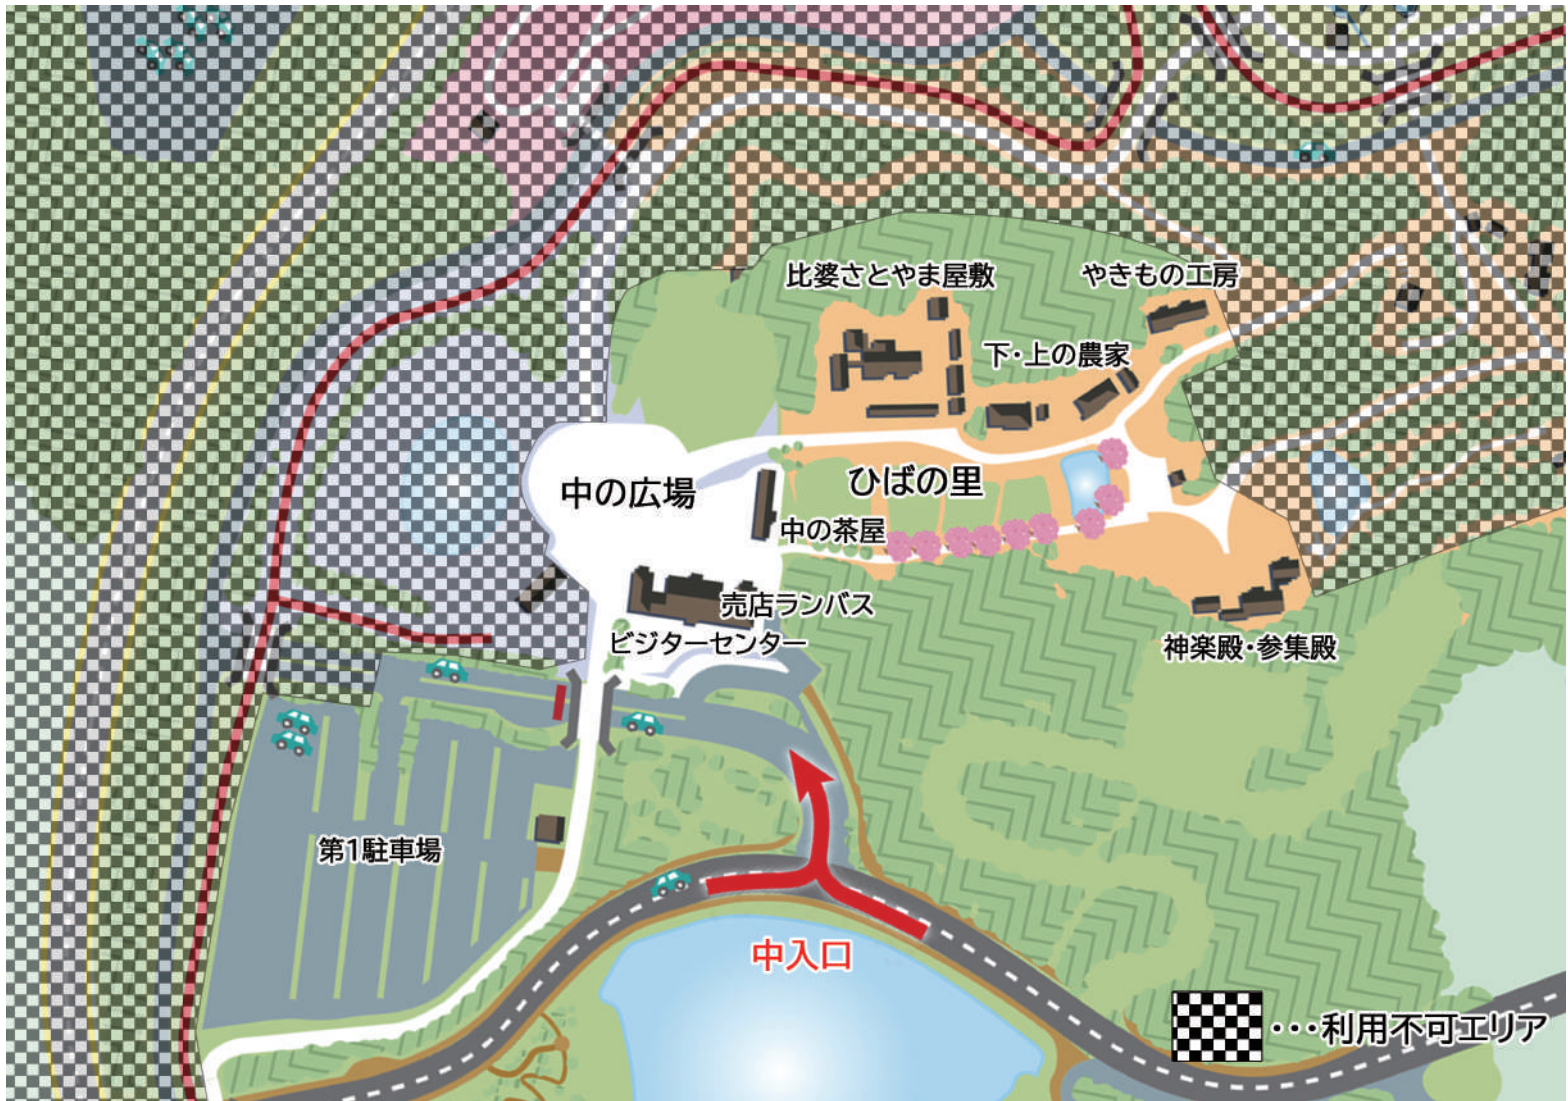 比婆さとやま屋敷
やきもの工房
下・上の農家
中の広場
ひばの里
中の茶屋
売店ランバス
ビジターセンター
神楽殿・参集殿
第1駐車場
中入口
･･･利用不可エリア